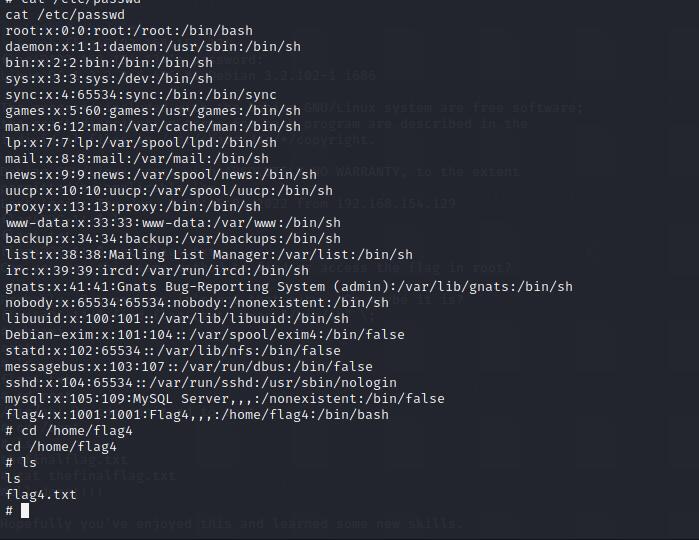 # cat /etc/passwd
cat /etc/passwd
root:x:0:0:root:/root:/bin/bash
daemon:x:1:1:daemon:/usr/sbin:/bin/sh
bin:x:2:2:bin:/bin:/bin/sh
sys:x:3:3:sys:/dev:/bin/sh
sync:x:4:65534:sync:/bin:/bin/sync
games:x:5:60:games:/usr/games:/bin/sh
man:x:6:12:man:/var/cache/man:/bin/sh
lp:x:7:7:lp:/var/spool/lpd:/bin/sh
mail:x:8:8:mail:/var/mail:/bin/sh
news:x:9:9:news:/var/spool/news:/bin/sh
uucp:x:10:10:uucp:/var/spool/uucp:/bin/sh
proxy:x:13:13:proxy:/bin:/bin/sh
www-data:x:33:33:www-data:/var/www:/bin/sh
backup:x:34:34:backup:/var/backups:/bin/sh
list:x:38:38:Mailing List Manager:/var/list:/bin/sh
irc:x:39:39:ircd:/var/run/ircd:/bin/sh
gnats:x:41:41:Gnats Bug-Reporting System (admin):/var/lib/gnats:/bin/sh
nobody:x:65534:65534:nobody:/nonexistent:/bin/sh
libuuid:x:100:101::/var/lib/libuuid:/bin/sh
Debian-exim:x:101:104::/var/spool/exim4:/bin/false
statd:x:102:65534::/var/lib/nfs:/bin/false
messagebus:x:103:107::/var/run/dbus:/bin/false
sshd:x:104:65534::/var/run/sshd:/usr/sbin/nologin
mysql:x:105:109:MySQL Server,,,:/nonexistent:/bin/false
flag4:x:1001:1001:Flag4,,,:/home/flag4:/bin/bash
# cd /home/flag4
cd /home/flag4
# ls
ls
flag4.txt
#
Hopefully you've enjoyed this and learned some new skills.